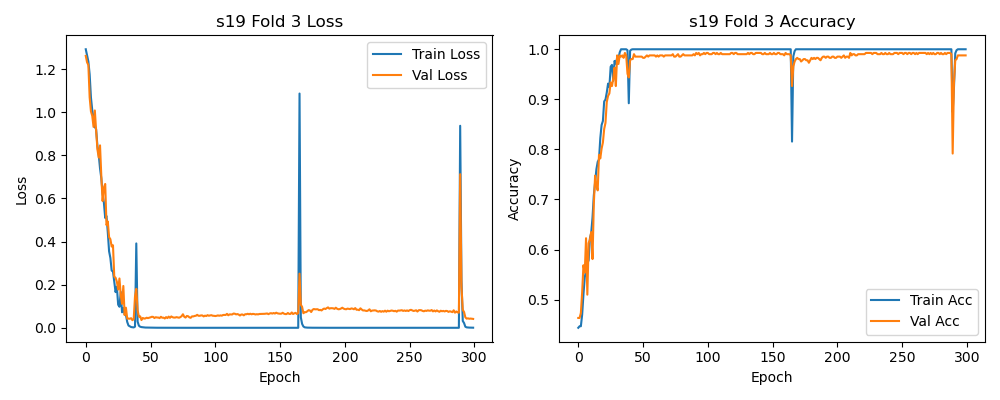 s19 Fold 3 Loss
Train Loss
Val Loss
Loss
1.2
1.0
0.8
0.6
0.4
0.2
0.0
0 50 100 150 200 250 300
Epoch
s19 Fold 3 Accuracy
Accuracy
1.0
0.9
0.8
0.7
0.6
0.5
Train Acc
Val Acc
0 50 100 150 200 250 300
Epoch